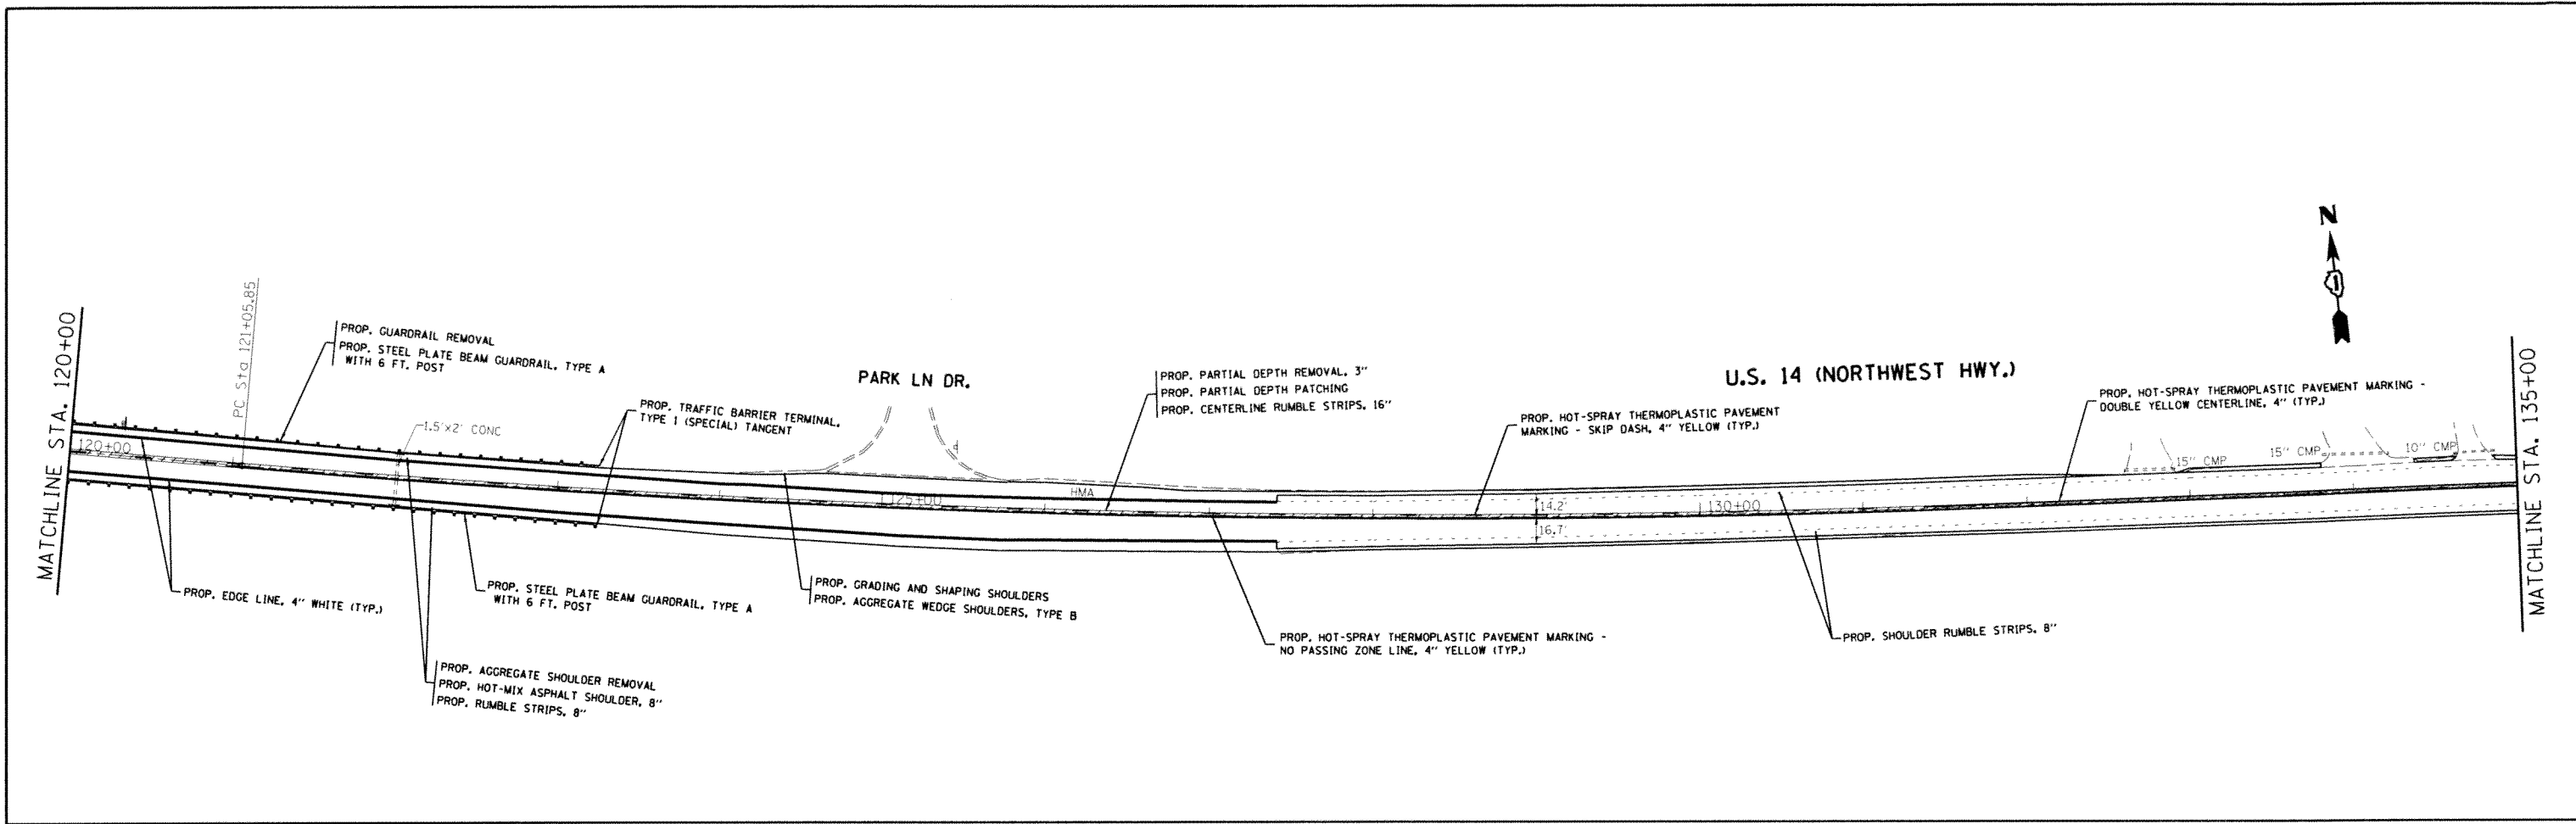 N
MATCHLINE STA. 120+00
PC Sta 121+05.85
PROP. GUARDRAIL REMOVAL
PROP. STEEL PLATE BEAM GUARDRAIL, TYPE A
WITH 6 FT. POST
1.5'x2' CONC
PROP. TRAFFIC BARRIER TERMINAL,
TYPE 1 (SPECIAL) TANGENT
PARK LN DR.
PROP. PARTIAL DEPTH REMOVAL, 3"
PROP. PARTIAL DEPTH PATCHING
PROP. CENTERLINE RUMBLE STRIPS, 16"
U.S. 14 (NORTHWEST HWY.)
PROP. HOT-SPRAY THERMOPLASTIC PAVEMENT
MARKING - SKIP DASH, 4" YELLOW (TYP.)
PROP. HOT-SPRAY THERMOPLASTIC PAVEMENT MARKING -
DOUBLE YELLOW CENTERLINE, 4" (TYP.)
MATCHLINE STA. 135+00
120+00
125+00
HMA
14.2'
16.7'
130+00
15" CMP
15" CMP
10" CMP
PROP. EDGE LINE, 4" WHITE (TYP.)
PROP. STEEL PLATE BEAM GUARDRAIL, TYPE A
WITH 6 FT. POST
PROP. GRADING AND SHAPING SHOULDERS
PROP. AGGREGATE WEDGE SHOULDERS, TYPE B
PROP. HOT-SPRAY THERMOPLASTIC PAVEMENT MARKING -
NO PASSING ZONE LINE, 4" YELLOW (TYP.)
PROP. SHOULDER RUMBLE STRIPS, 8"
PROP. AGGREGATE SHOULDER REMOVAL
PROP. HOT-MIX ASPHALT SHOULDER, 8"
PROP. RUMBLE STRIPS, 8"